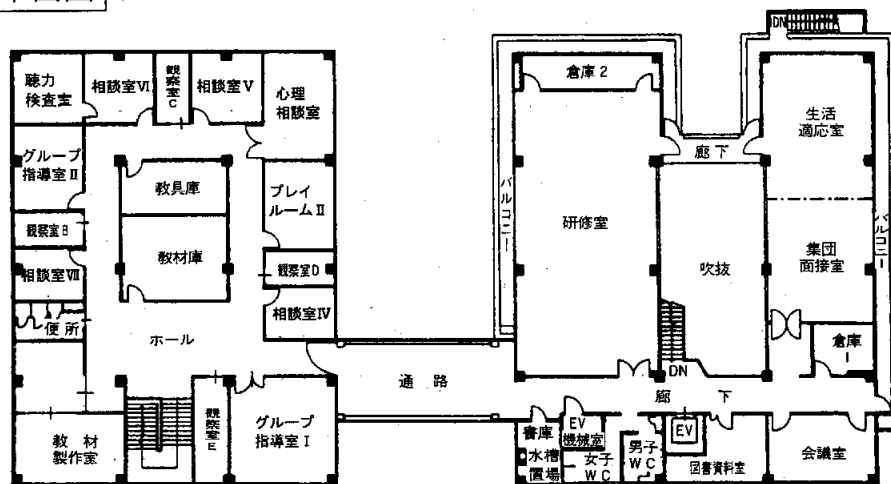 DN
聴力
検査室
相談室Ⅵ
観察室C
相談室Ⅴ
心理
相談室
倉庫2
生活
適応室
グループ
指導室Ⅱ
教具庫
プレイ
ルームⅡ
廊下
バルコニー
研修室
バルコニー
観察室B
教材庫
観察室D
吹抜
集団
面接室
相談室Ⅶ
相談室Ⅳ
便所
ホール
倉庫
1
通路
DN
廊下
教材
製作室
観察室E
グループ
指導室Ⅰ
書庫
EV
機械室
水槽
置場
女子
WC
男子
WC
EV
図書資料室
会議室